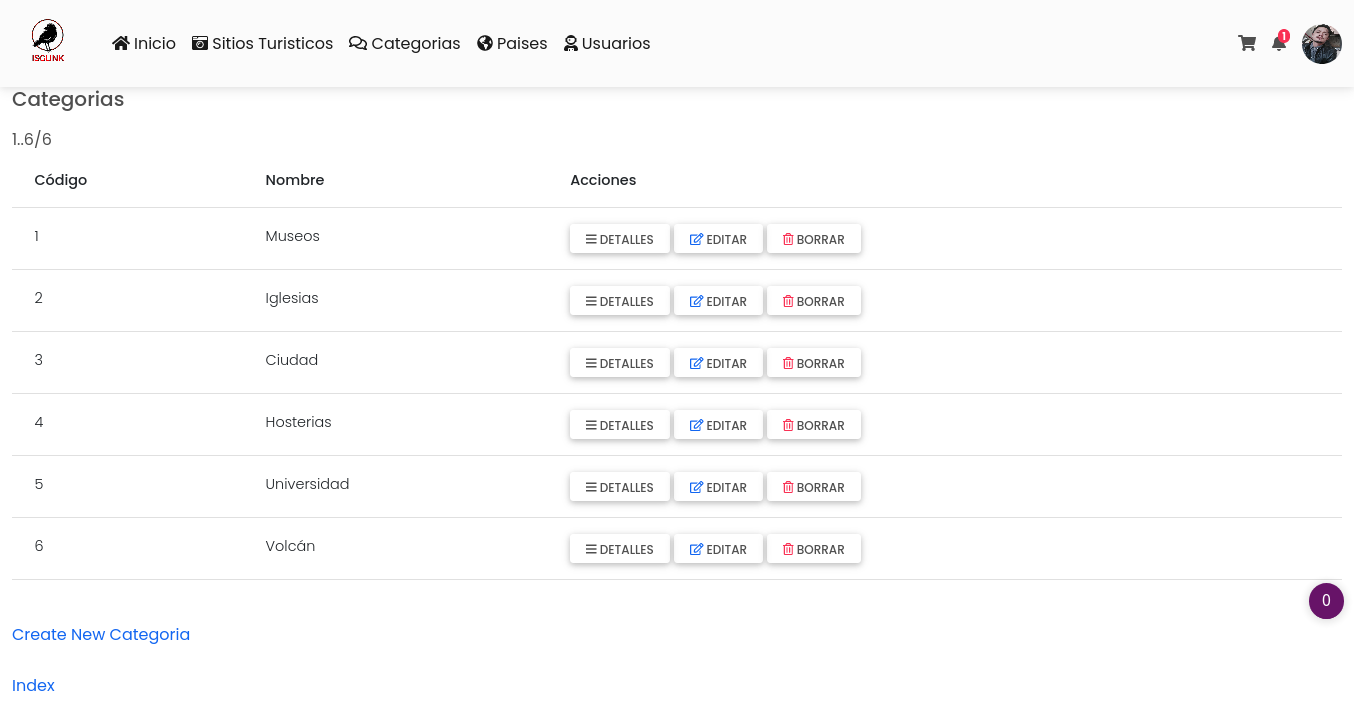 ISGLINK
Inicio Sitios Turisticos Categorias Paises Usuarios 1
Categorias
1..6/6
Código Nombre Acciones
1 Museos DETALLES EDITAR BORRAR
2 Iglesias DETALLES EDITAR BORRAR
3 Ciudad DETALLES EDITAR BORRAR
4 Hosterias DETALLES EDITAR BORRAR
5 Universidad DETALLES EDITAR BORRAR
6 Volcán DETALLES EDITAR BORRAR
0
Create New Categoria
Index